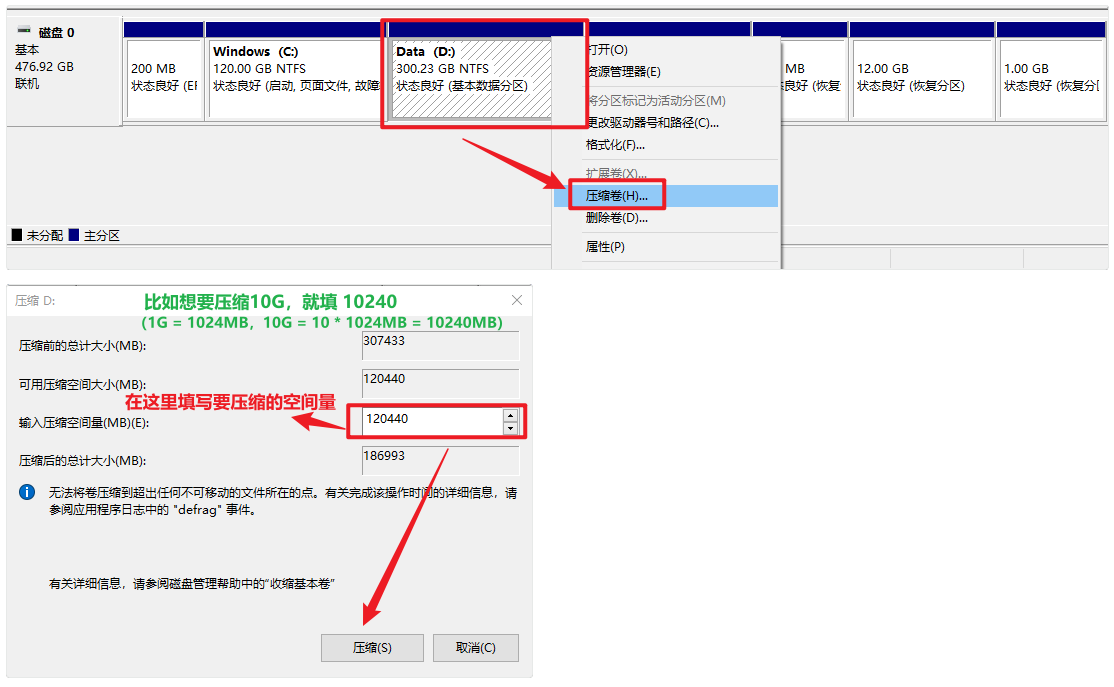 磁盘 0
基本
476.92 GB
联机
200 MB
状态良好 (EF
Windows (C:)
120.00 GB NTFS
状态良好 (启动, 页面文件, 故障
Data (D:)
300.23 GB NTFS
状态良好 (基本数据分区)
MB
良好 (恢复
12.00 GB
状态良好 (恢复分区)
1.00 GB
状态良好 (恢复分[
打开(O)
资源管理器(E)
将分区标记为活动分区(M)
更改驱动器号和路径(C)...
格式化(F)...
扩展卷(X)...
压缩卷(H)...
删除卷(D)...
属性(P)
未分配 主分区
压缩 D:
比如想要压缩10G，就填 10240
（1G = 1024MB，10G = 10 * 1024MB = 10240MB）
压缩前的总计大小(MB): 307433
可用压缩空间大小(MB): 120440
在这里填写要压缩的空间量
输入压缩空间量(MB)(E): 120440
压缩后的总计大小(MB): 186993
无法将卷压缩到超出任何不可移动的文件所在的点。有关完成该操作时间的详细信息，请
参阅应用程序日志中的 "defrag" 事件。
有关详细信息，请参阅磁盘管理帮助中的“收缩基本卷”
压缩(S) 取消(C)